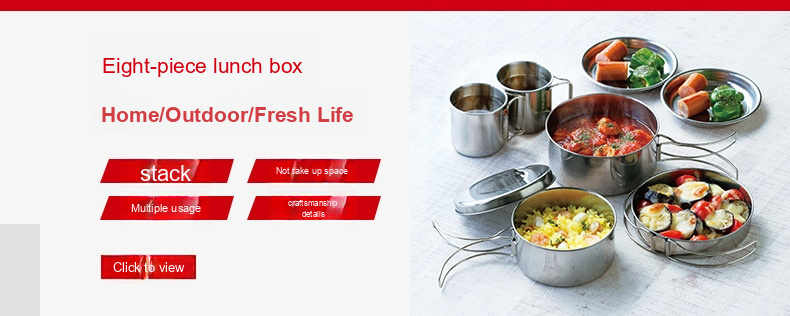 Eight-piece lunch box
Home/Outdoor/Fresh Life
stack
Not take up space
Multiple usage
craftsmanship
details
Click to view